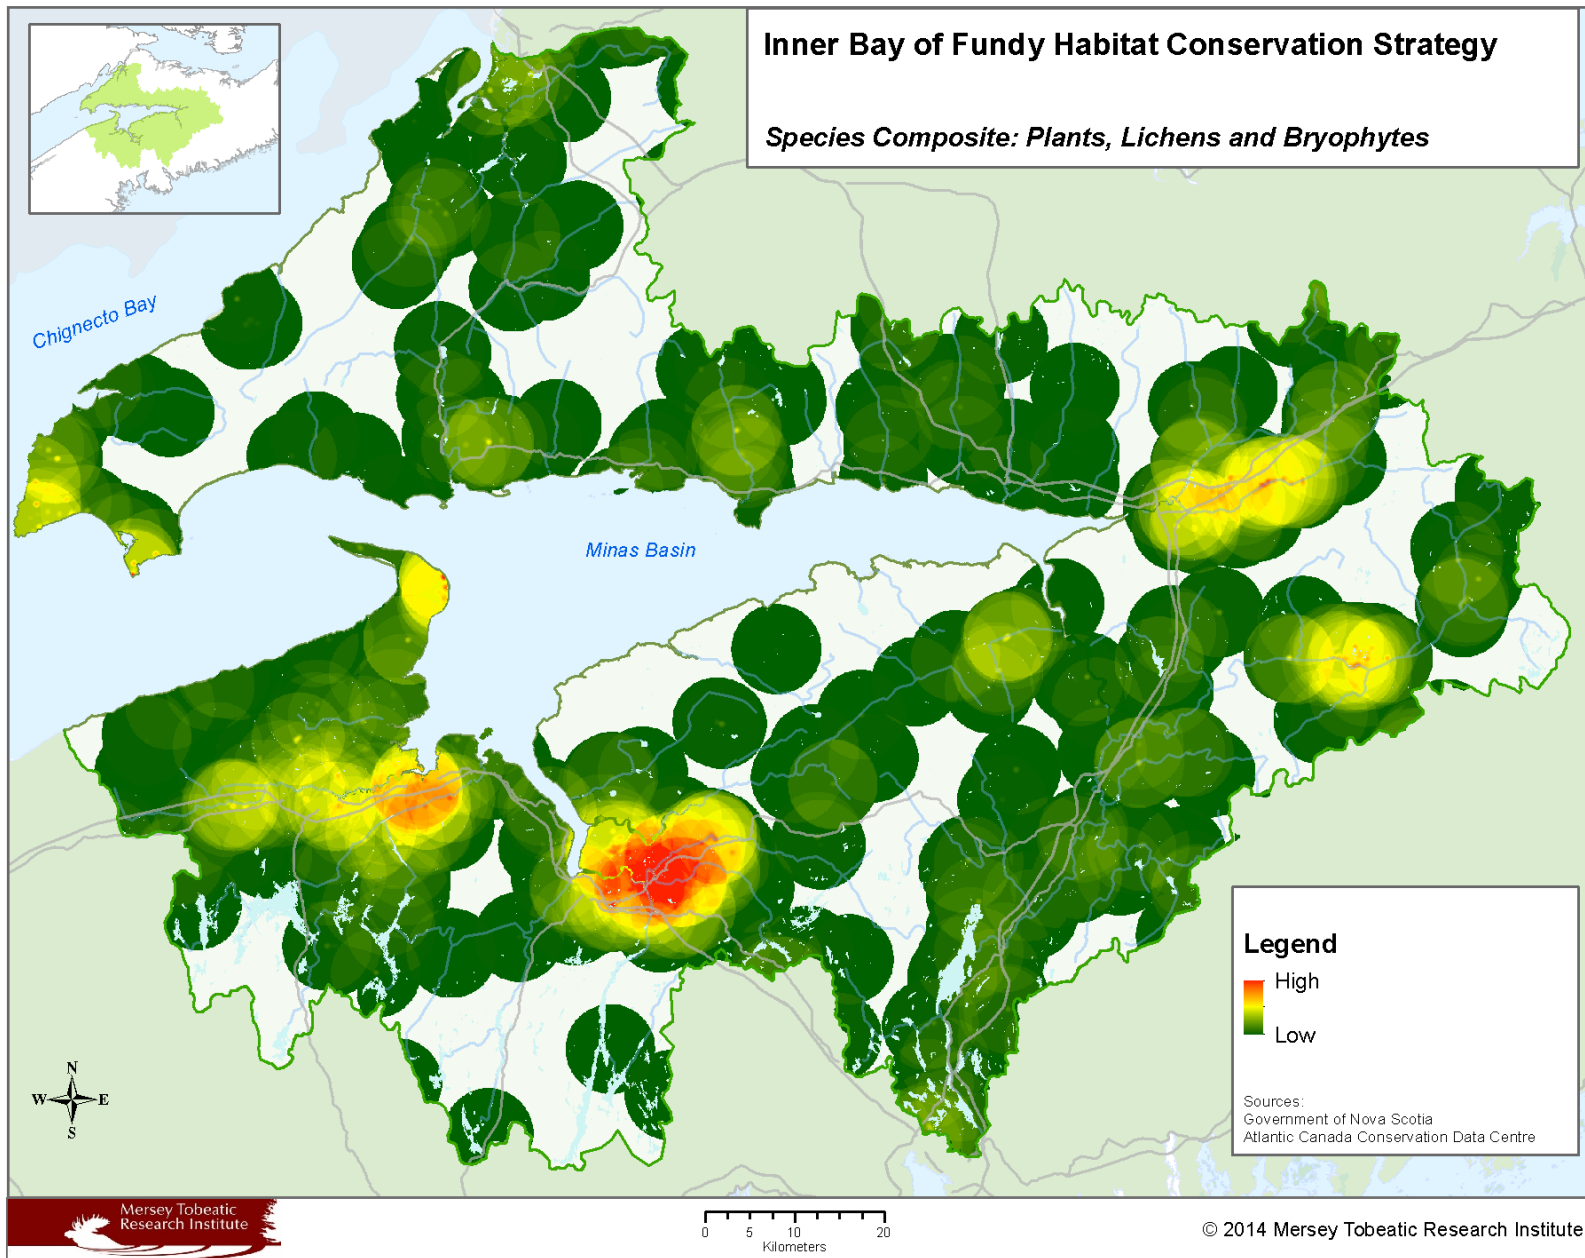 Inner Bay of Fundy Habitat Conservation Strategy
Species Composite: Plants, Lichens and Bryophytes
Chignecto Bay
Minas Basin
Legend
High
Low
Sources:
Government of Nova Scotia
Atlantic Canada Conservation Data Centre
N
W E
S
Mersey Tobeatic
Research Institute
0 5 10 20
Kilometers
© 2014 Mersey Tobeatic Research Institute